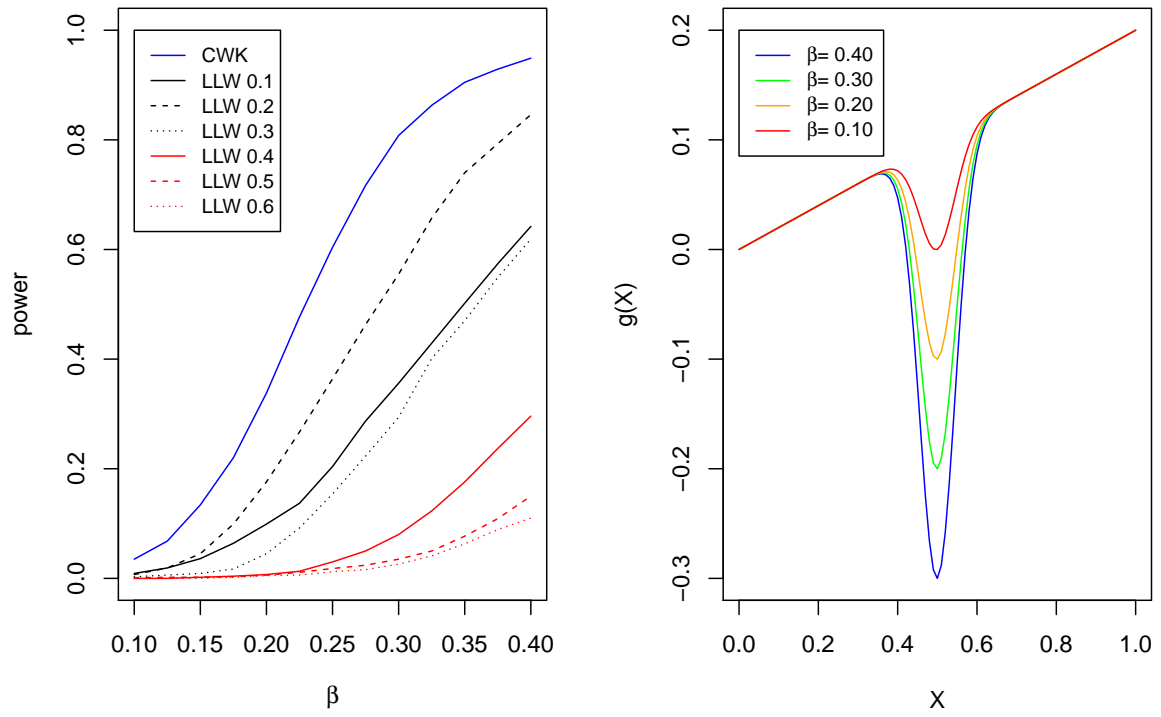 1.0
0.8
0.6
0.4
0.2
0.0
power
CWK
LLW 0.1
LLW 0.2
LLW 0.3
LLW 0.4
LLW 0.5
LLW 0.6
0.10 0.15 0.20 0.25 0.30 0.35 0.40
β
0.2
0.1
0.0
−0.1
−0.2
−0.3
g(X)
β= 0.40
β= 0.30
β= 0.20
β= 0.10
0.0 0.2 0.4 0.6 0.8 1.0
X